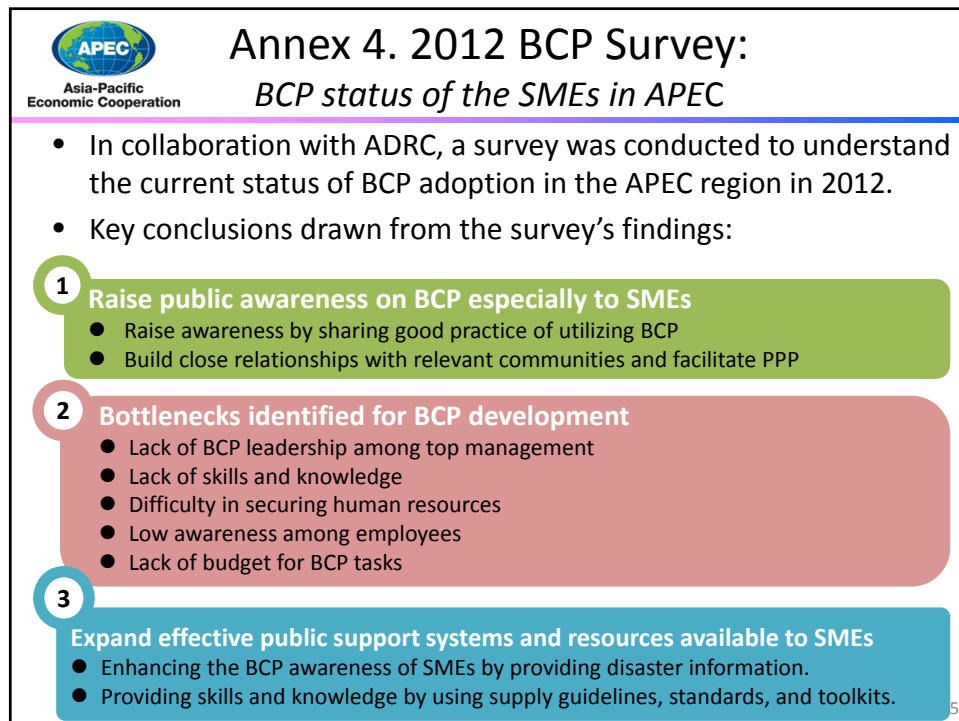 APEC
Asia-Pacific
Economic Cooperation
Annex 4. 2012 BCP Survey:
BCP status of the SMEs in APEC
• In collaboration with ADRC, a survey was conducted to understand
the current status of BCP adoption in the APEC region in 2012.
• Key conclusions drawn from the survey’s findings:
1
Raise public awareness on BCP especially to SMEs
● Raise awareness by sharing good practice of utilizing BCP
● Build close relationships with relevant communities and facilitate PPP
2
Bottlenecks identified for BCP development
● Lack of BCP leadership among top management
● Lack of skills and knowledge
● Difficulty in securing human resources
● Low awareness among employees
● Lack of budget for BCP tasks
3
Expand effective public support systems and resources available to SMEs
● Enhancing the BCP awareness of SMEs by providing disaster information.
● Providing skills and knowledge by using supply guidelines, standards, and toolkits.
5